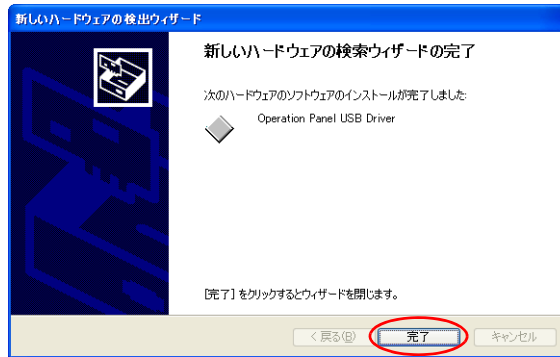 新しいハードウェアの検出ウィザード
新しいハードウェアの検索ウィザードの完了
次のハードウェアのソフトウェアのインストールが完了しました:
Operation Panel USB Driver
[完了] をクリックするとウィザードを閉じます。
< 戻る(B)
完了
キャンセル